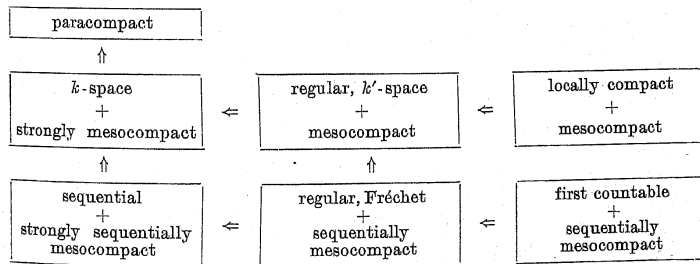 paracompact
⇑
k-space
+
strongly mesocompact
⇐
regular, k′-space
+
mesocompact
⇐
locally compact
+
mesocompact
⇑
⇑
sequential
+
strongly sequentially
mesocompact
⇐
regular, Fréchet
+
sequentially
mesocompact
⇐
first countable
+
sequentially
mesocompact